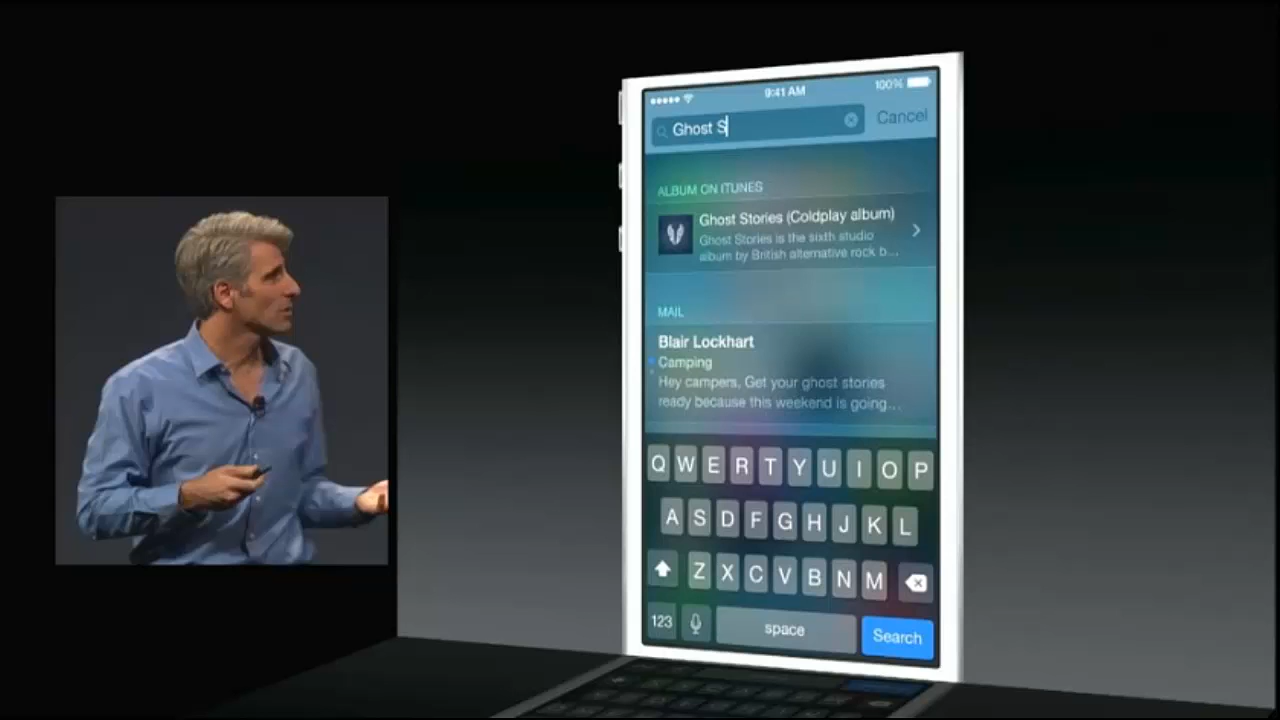 9:41 AM
100%
Ghost S
Cancel
ALBUM ON ITUNES
Ghost Stories (Coldplay album)
Ghost Stories is the sixth studio
album by British alternative rock b...
MAIL
Blair Lockhart
Camping
Hey campers, Get your ghost stories
ready because this weekend is going...
Q W E R T Y U I O P
A S D F G H J K L
Z X C V B N M
123
space
Search